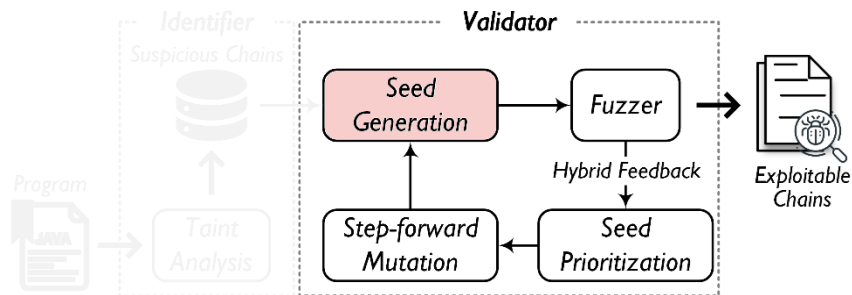 Identifier
Validator
Suspicious Chains
Seed
Generation
Fuzzer
Hybrid Feedback
Exploitable
Chains
Program
JAVA
Taint
Analysis
Step-forward
Mutation
Seed
Prioritization